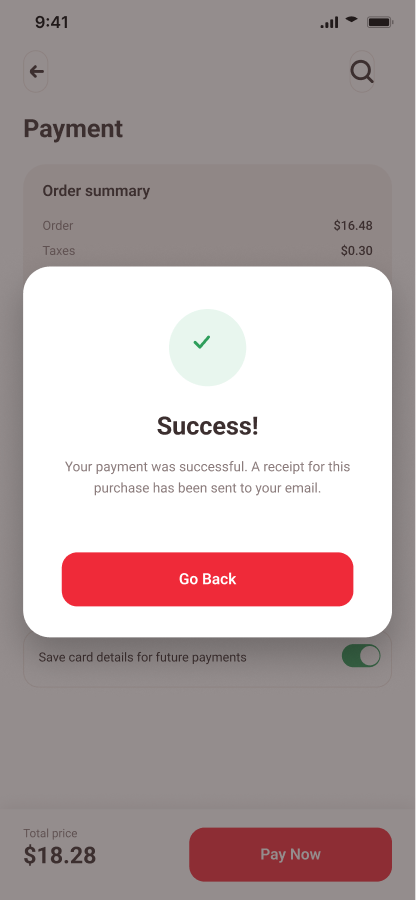 9:41
Payment
Order summary
Order $16.48
Taxes $0.30
Success!
Your payment was successful. A receipt for this
purchase has been sent to your email.
Go Back
Save card details for future payments
Total price
$18.28
Pay Now